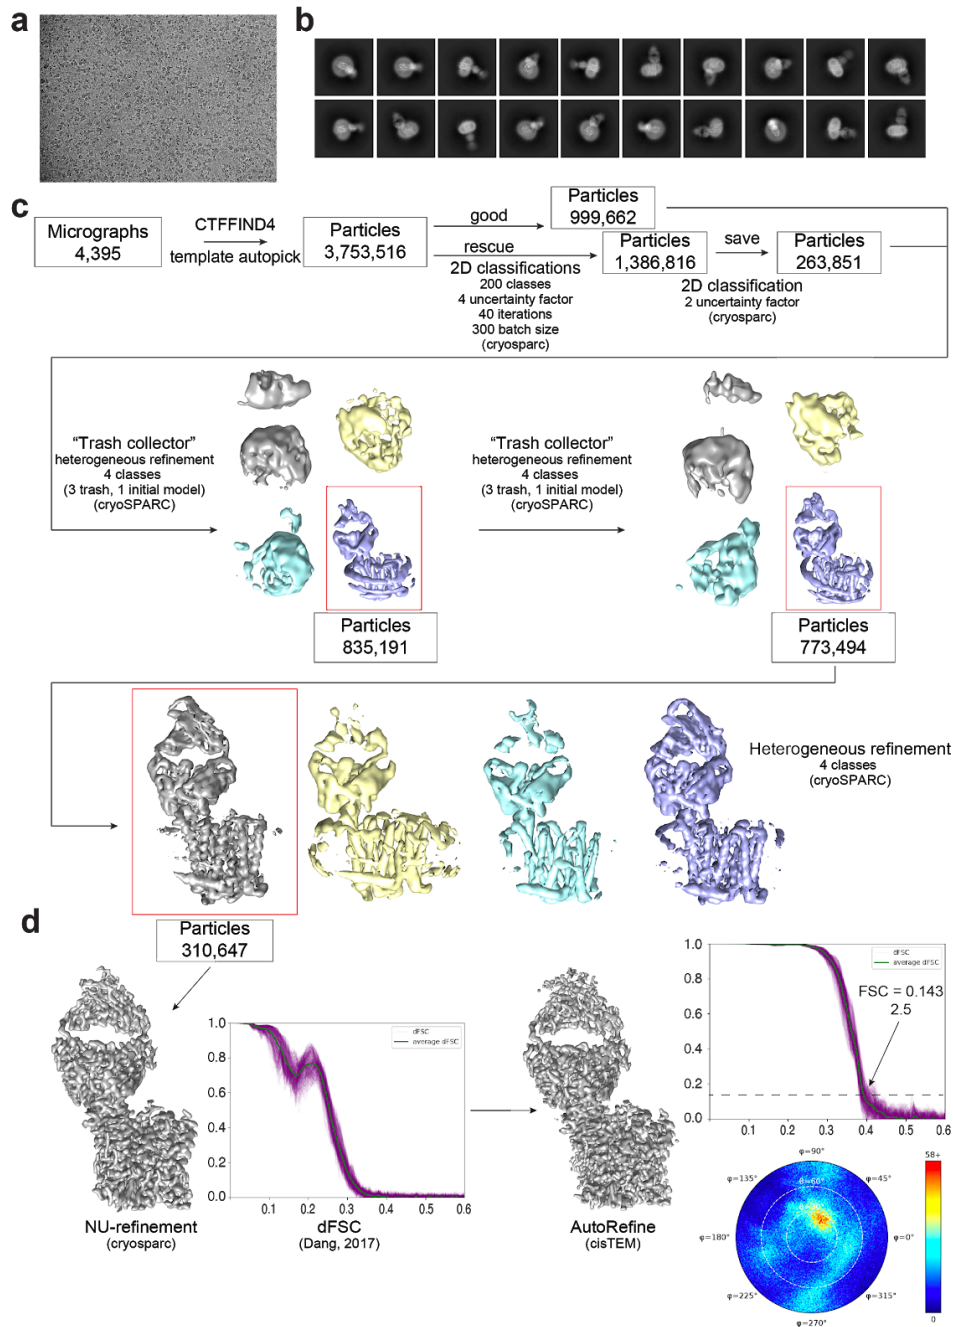 a
b
c
Micrographs
4,395
CTFFIND4
template autopick
Particles
3,753,516
good
Particles
999,662
rescue
2D classifications
200 classes
4 uncertainty factor
40 iterations
300 batch size
(cryosparc)
Particles
1,386,816
save
2D classification
2 uncertainty factor
(cryosparc)
Particles
263,851
“Trash collector”
heterogeneous refinement
4 classes
(3 trash, 1 initial model)
(cryoSPARC)
Particles
835,191
“Trash collector”
heterogeneous refinement
4 classes
(3 trash, 1 initial model)
(cryoSPARC)
Particles
773,494
Heterogeneous refinement
4 classes
(cryoSPARC)
d
Particles
310,647
NU-refinement
(cryosparc)
1.0
0.8
0.6
0.4
0.2
0.0
0.1 0.2 0.3 0.4 0.5 0.6
dFSC
average dFSC
dFSC
(Dang, 2017)
AutoRefine
(cisTEM)
1.0
0.8
0.6
0.4
0.2
0.0
0.1 0.2 0.3 0.4 0.5 0.6
dFSC
average dFSC
FSC = 0.143
2.5
φ=90°
φ=135°
φ=45°
θ=60°
φ=180°
φ=0°
φ=225°
φ=315°
φ=270°
58+
0